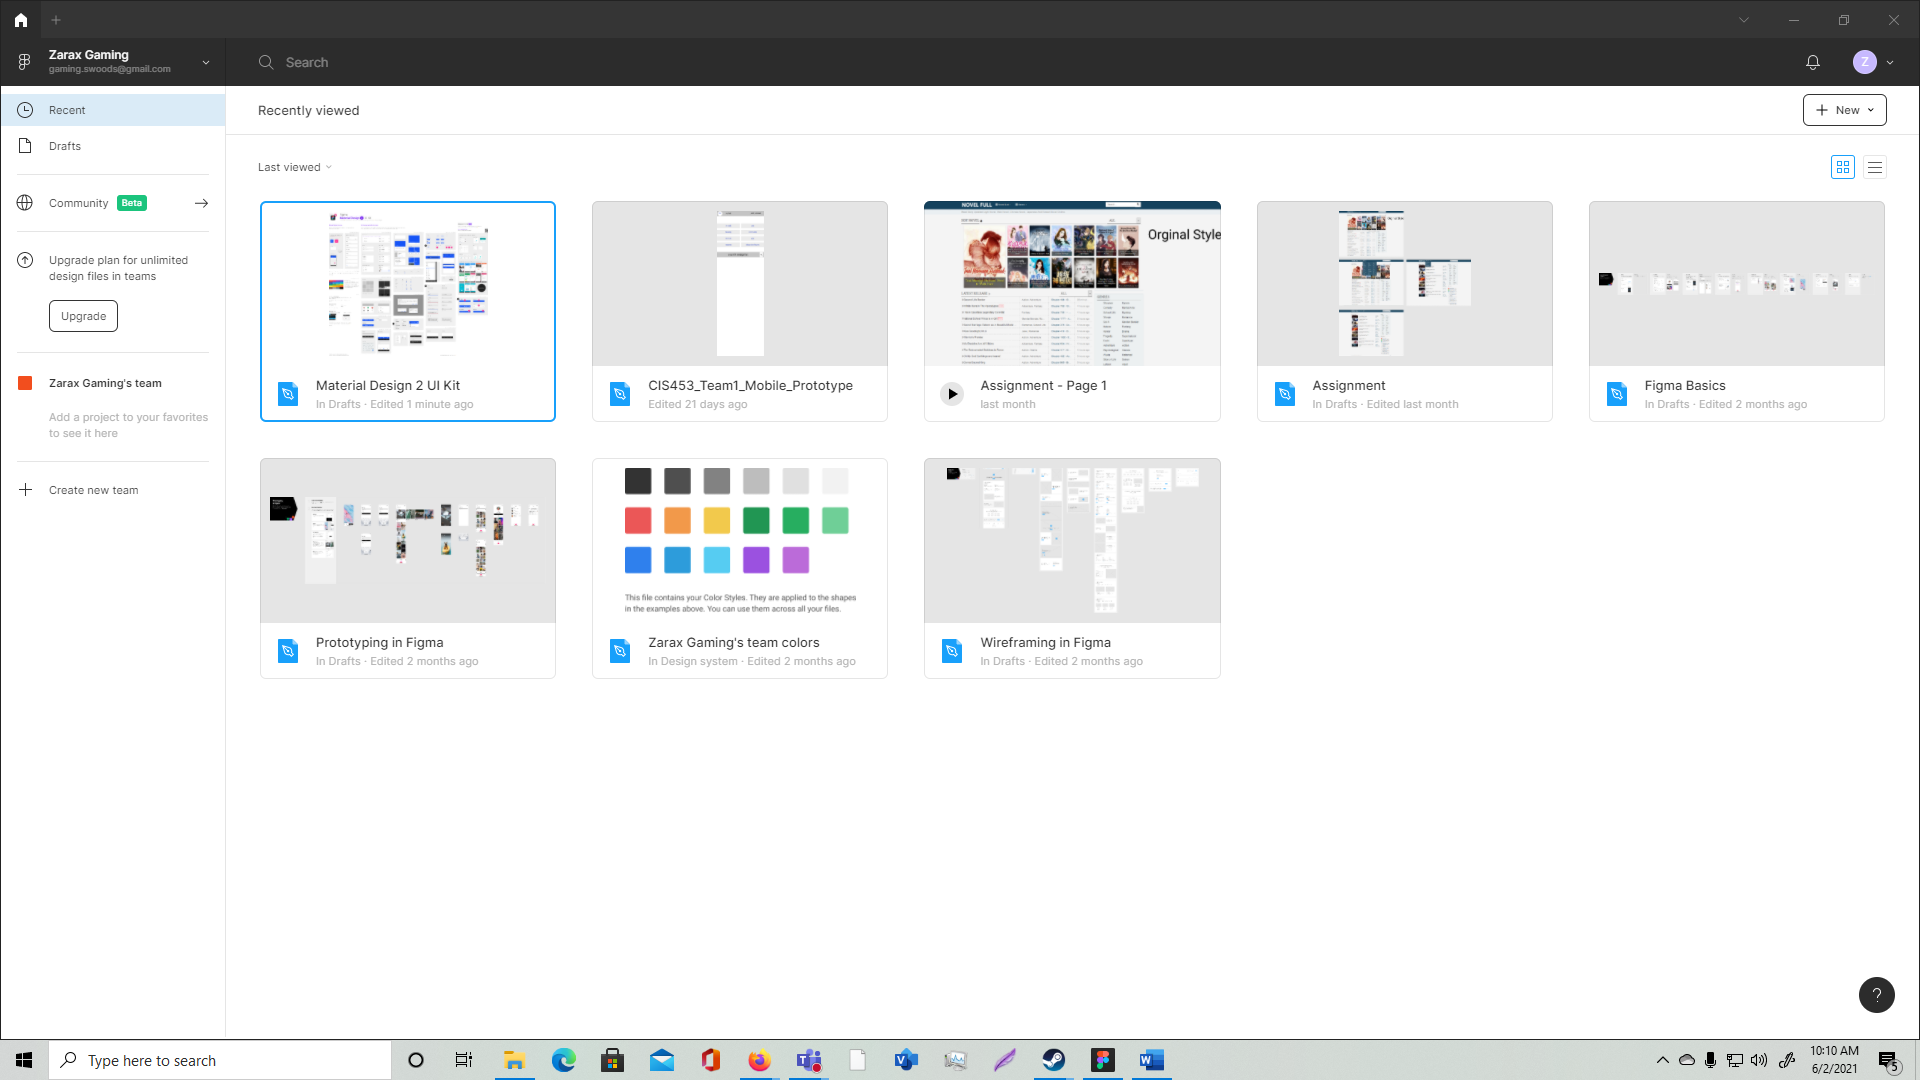 Zarax Gaming
gaming.swoods@gmail.com
Search
Z
Recent
Drafts
Community Beta
Upgrade plan for unlimited
design files in teams
Upgrade
Zarax Gaming's team
Add a project to your favorites
to see it here
Create new team
Recently viewed
New
Last viewed
Material Design 2 UI Kit
In Drafts · Edited 1 minute ago
CIS453_Team1_Mobile_Prototype
Edited 21 days ago
NOVEL FULL
Orginal Style
Assignment - Page 1
last month
Assignment
In Drafts · Edited last month
Figma Basics
In Drafts · Edited 2 months ago
Prototyping in Figma
In Drafts · Edited 2 months ago
This file contains your Color Styles. They are applied to the shapes
in the examples above. You can use them across all your files.
Zarax Gaming's team colors
In Design system · Edited 2 months ago
Wireframing in Figma
In Drafts · Edited 2 months ago
?
Type here to search
10:10 AM
6/2/2021
5